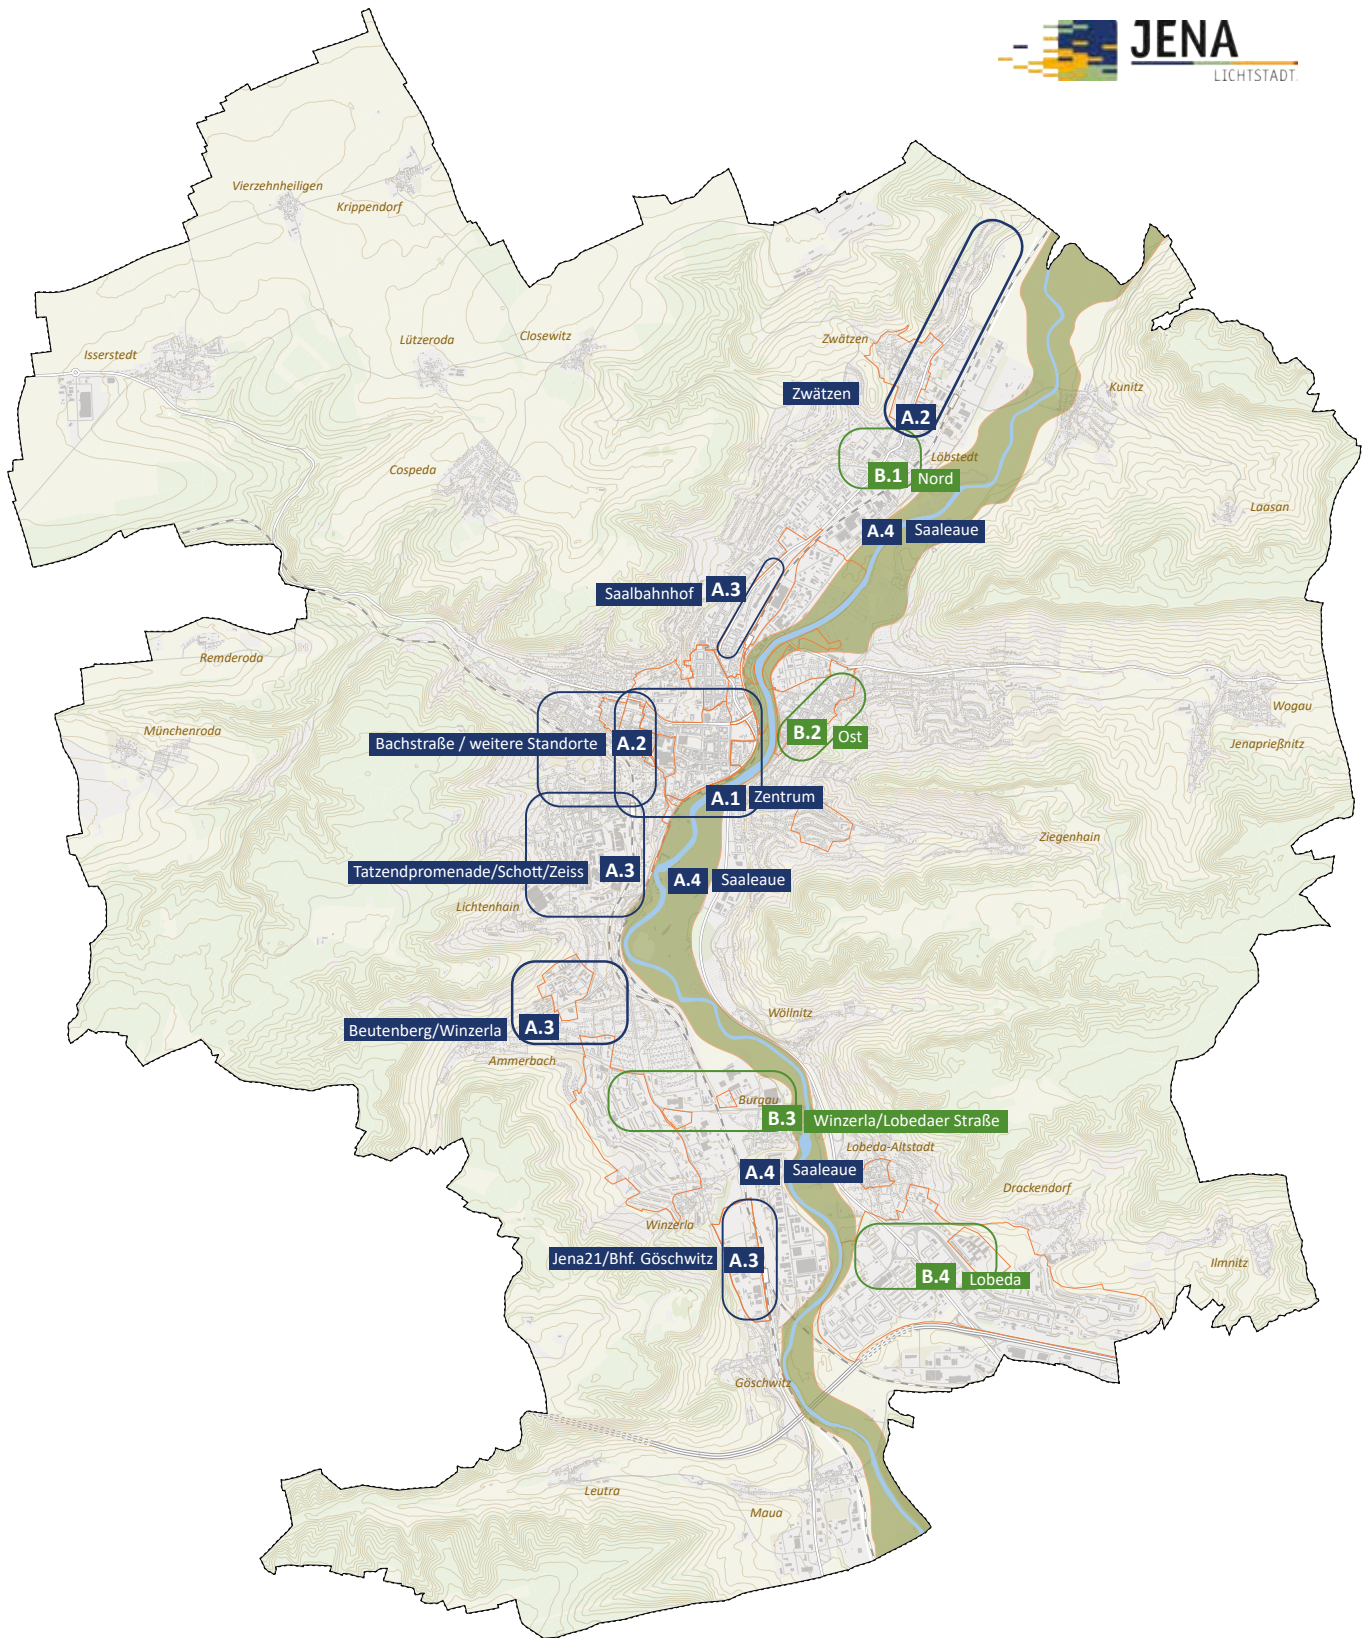 JENA
LICHTSTADT
Vierzehnheiligen
Krippendorf
Isserstedt
Lützeroda
Closewitz
Zwätzen
Zwätzen
A.2
Kunitz
Cospeda
Löbstedt
B.1 Nord
Laasan
A.4 Saaleaue
Saalbahnhof A.3
Remderoda
Münchenroda
Wogau
Jenaprießnitz
Bachstraße / weitere Standorte A.2
B.2 Ost
A.1 Zentrum
Ziegenhain
Tatzendpromenade/Schott/Zeiss A.3
A.4 Saaleaue
Lichtenhain
Wöllnitz
Beutenberg/Winzerla A.3
Ammerbach
Burgau
B.3 Winzerla/Lobedaer Straße
Lobeda-Altstadt
A.4 Saaleaue
Drackendorf
Winzerla
Jena21/Bhf. Göschwitz A.3
Ilmnitz
B.4 Lobeda
Göschwitz
Leutra
Maua